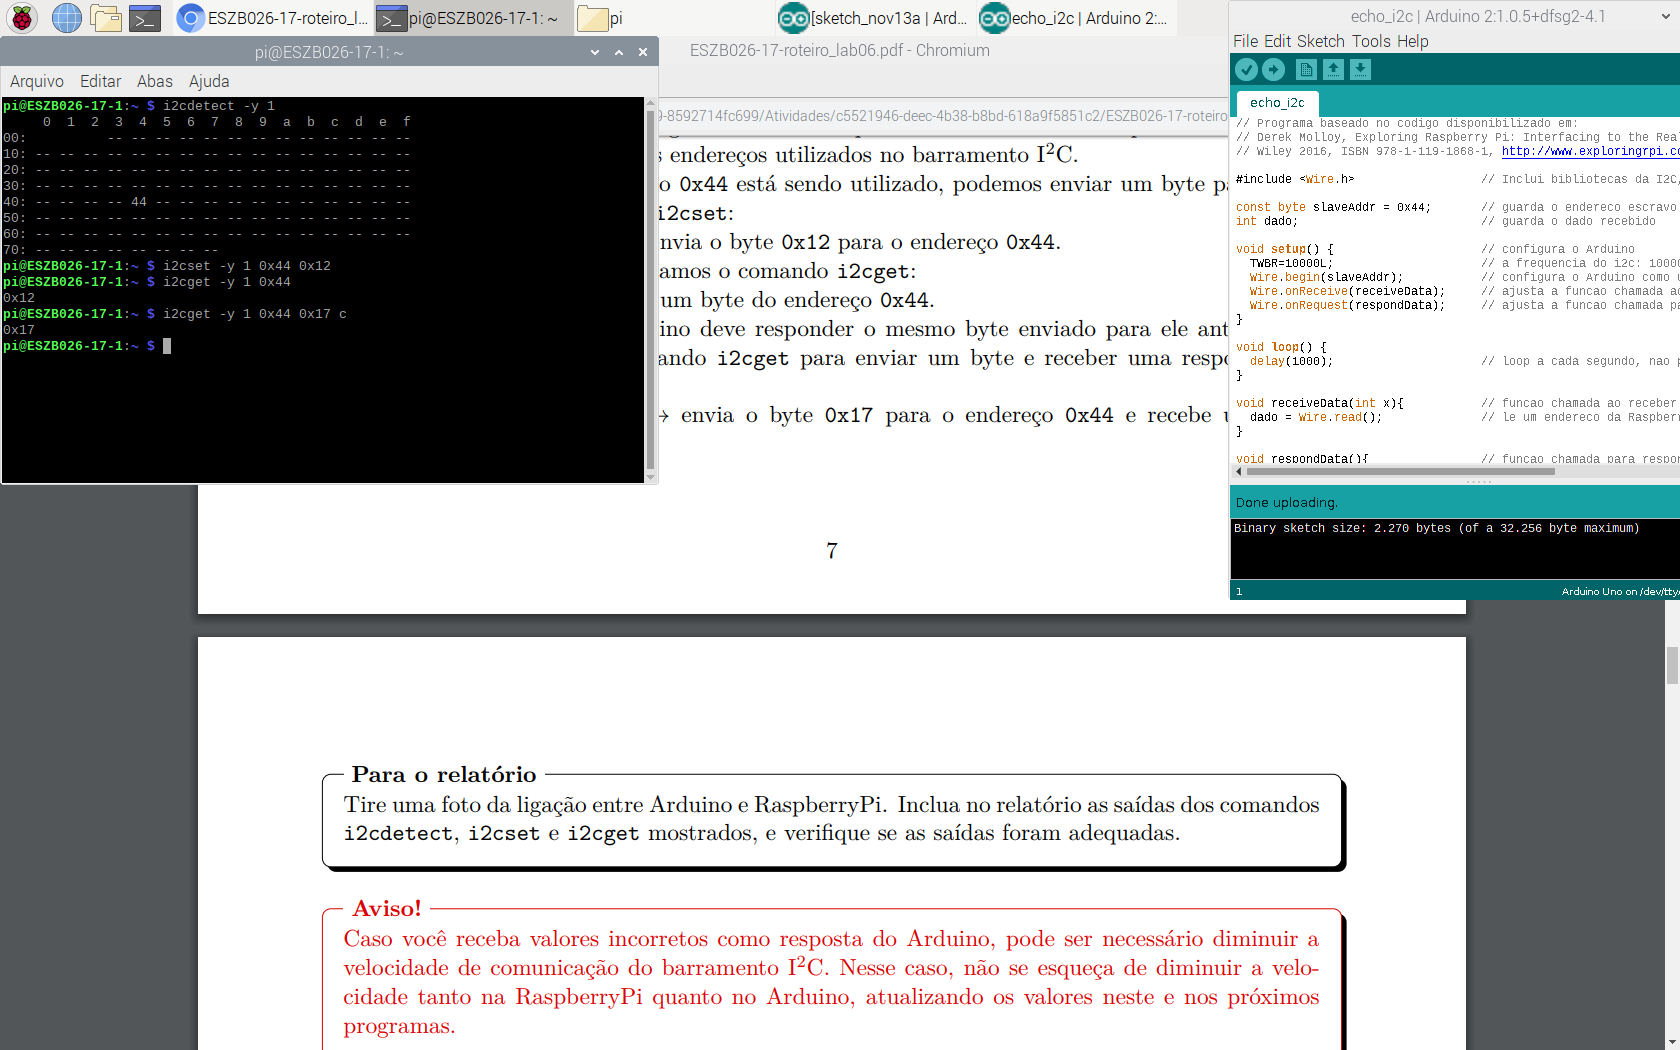 ESZB026-17-roteiro_l...
pi@ESZB026-17-1: ~
pi
[sketch_nov13a | Ard...
echo_i2c | Arduino 2:...
pi@ESZB026-17-1: ~
Arquivo Editar Abas Ajuda
pi@ESZB026-17-1:~ $ i2cdetect -y 1
     0  1  2  3  4  5  6  7  8  9  a  b  c  d  e  f
00:          -- -- -- -- -- -- -- -- -- -- -- -- --
10: -- -- -- -- -- -- -- -- -- -- -- -- -- -- -- --
20: -- -- -- -- -- -- -- -- -- -- -- -- -- -- -- --
30: -- -- -- -- -- -- -- -- -- -- -- -- -- -- -- --
40: -- -- -- -- 44 -- -- -- -- -- -- -- -- -- -- --
50: -- -- -- -- -- -- -- -- -- -- -- -- -- -- -- --
60: -- -- -- -- -- -- -- -- -- -- -- -- -- -- -- --
70: -- -- -- -- -- -- -- --
pi@ESZB026-17-1:~ $ i2cset -y 1 0x44 0x12
pi@ESZB026-17-1:~ $ i2cget -y 1 0x44
0x12
pi@ESZB026-17-1:~ $ i2cget -y 1 0x44 0x17 c
0x17
pi@ESZB026-17-1:~ $
ESZB026-17-roteiro_lab06.pdf - Chromium
9-8592714fc699/Atividades/c5521946-deec-4b38-b8bd-618a9f5851c2/ESZB026-17-roteiro
s endereços utilizados no barramento I²C.
o 0x44 está sendo utilizado, podemos enviar um byte pa
i2cset:
nvia o byte 0x12 para o endereço 0x44.
amos o comando i2cget:
um byte do endereço 0x44.
ino deve responder o mesmo byte enviado para ele ant
ando i2cget para enviar um byte e receber uma respo
→ envia o byte 0x17 para o endereço 0x44 e recebe u
7
Para o relatório
Tire uma foto da ligação entre Arduino e RaspberryPi. Inclua no relatório as saídas dos comandos
i2cdetect, i2cset e i2cget mostrados, e verifique se as saídas foram adequadas.
Aviso!
Caso você receba valores incorretos como resposta do Arduino, pode ser necessário diminuir a
velocidade de comunicação do barramento I²C. Nesse caso, não se esqueça de diminuir a velo-
cidade tanto na RaspberryPi quanto no Arduino, atualizando os valores neste e nos próximos
programas.
echo_i2c | Arduino 2:1.0.5+dfsg2-4.1
File Edit Sketch Tools Help
echo_i2c
// Programa baseado no codigo disponibilizado em:
// Derek Molloy, Exploring Raspberry Pi: Interfacing to the Real
// Wiley 2016, ISBN 978-1-119-1868-1, http://www.exploringrpi.co
#include <Wire.h> // Inclui bibliotecas da I2C,
const byte slaveAddr = 0x44; // guarda o endereco escravo
int dado; // guarda o dado recebido
void setup() { // configura o Arduino
  TWBR=10000L; // a frequencia do i2c: 10000
  Wire.begin(slaveAddr); // configura o Arduino como u
  Wire.onReceive(receiveData); // ajusta a funcao chamada ao
  Wire.onRequest(respondData); // ajusta a funcao chamada pa
}
void loop() {
  delay(1000); // loop a cada segundo, nao p
}
void receiveData(int x){ // funcao chamada ao receber
  dado = Wire.read(); // le um endereco da Raspberr
}
void respondData(){ // funcao chamada para respon
Done uploading.
Binary sketch size: 2.270 bytes (of a 32.256 byte maximum)
1
Arduino Uno on /dev/tty